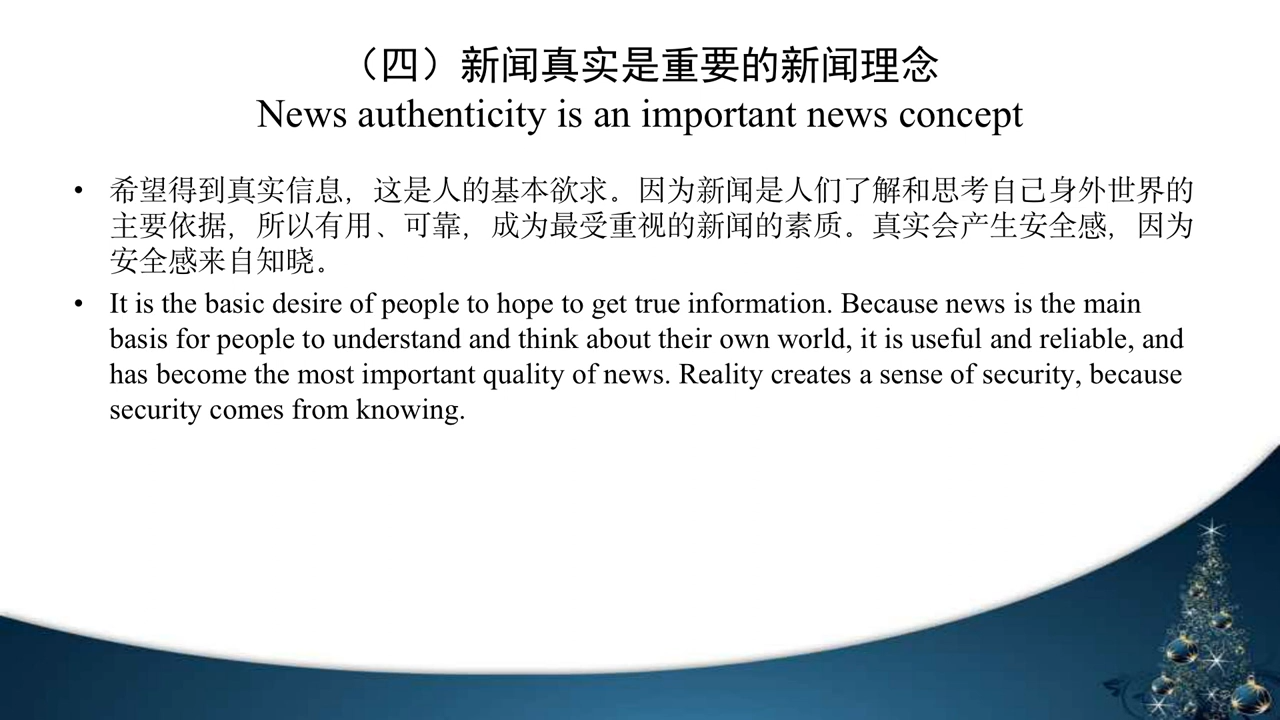 （四）新闻真实是重要的新闻理念
News authenticity is an important news concept
• 希望得到真实信息，这是人的基本欲求。因为新闻是人们了解和思考自己身外世界的
主要依据，所以有用、可靠，成为最受重视的新闻的素质。真实会产生安全感，因为
安全感来自知晓。
• It is the basic desire of people to hope to get true information. Because news is the main
basis for people to understand and think about their own world, it is useful and reliable, and
has become the most important quality of news. Reality creates a sense of security, because
security comes from knowing.